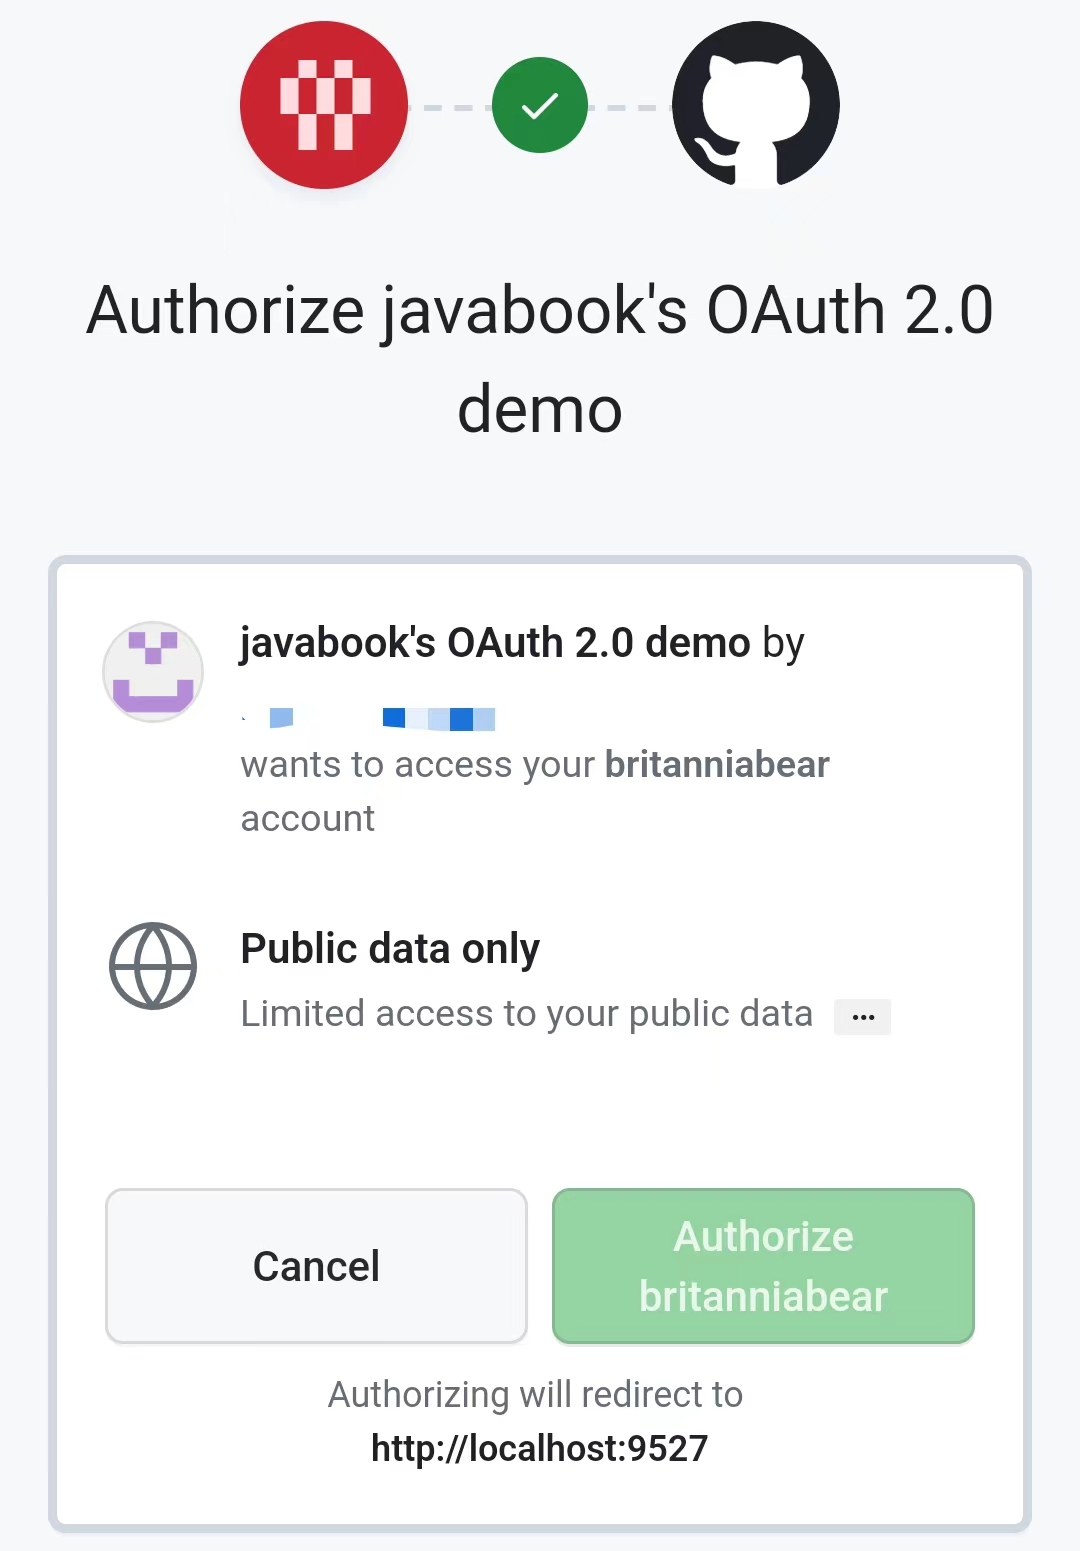 Authorize javabook's OAuth 2.0
demo
javabook's OAuth 2.0 demo by
wants to access your britanniabear
account
Public data only
Limited access to your public data ...
Cancel
Authorize
britanniabear
Authorizing will redirect to
http://localhost:9527